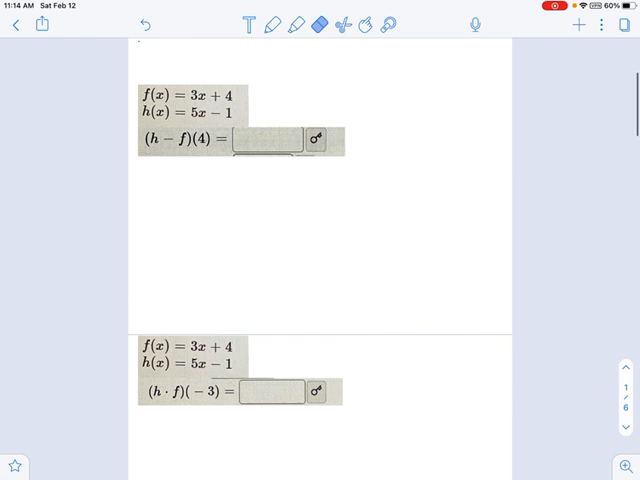 11:14 AM Sat Feb 12
VPN 60%
f(x) = 3x + 4
h(x) = 5x − 1
(h − f)(4) =
f(x) = 3x + 4
h(x) = 5x − 1
(h · f)( − 3) =
1
/
6